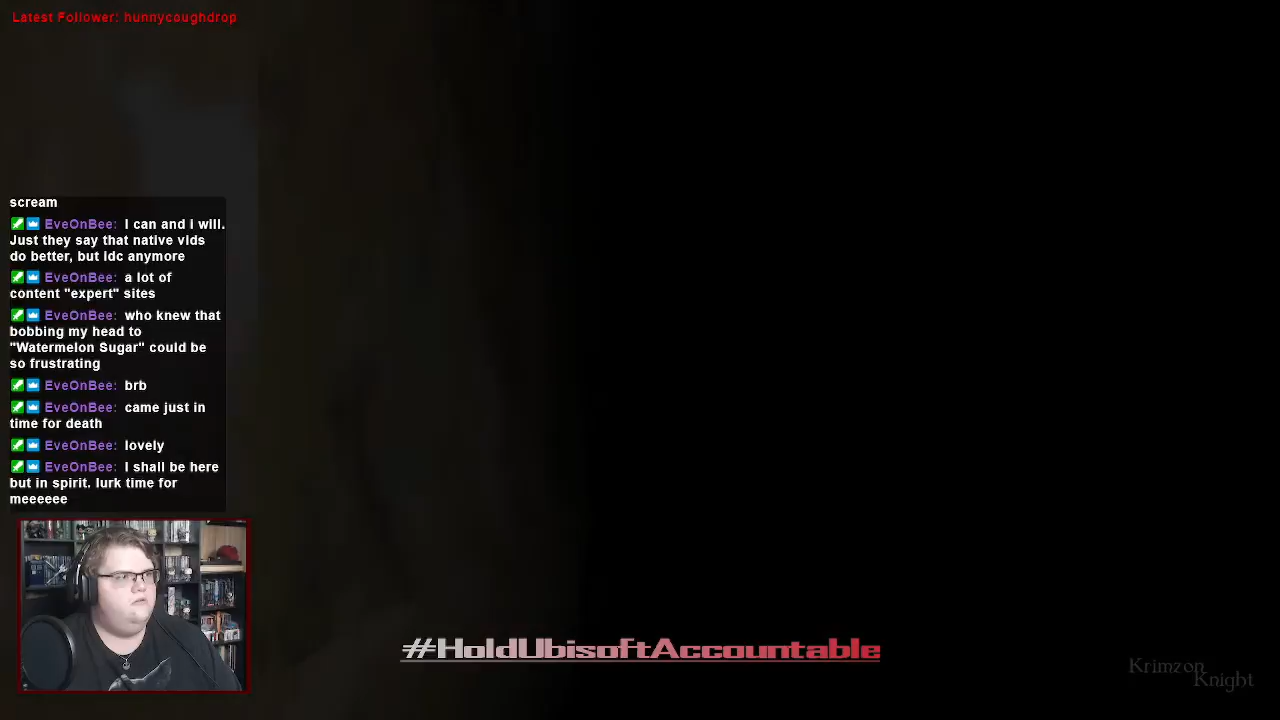 Latest Follower: hunnycoughdrop
scream
EveOnBee: I can and I will.
Just they say that native vids
do better, but idc anymore
EveOnBee: a lot of
content "expert" sites
EveOnBee: who knew that
bobbing my head to
"Watermelon Sugar" could be
so frustrating
EveOnBee: brb
EveOnBee: came just in
time for death
EveOnBee: lovely
EveOnBee: I shall be here
but in spirit. lurk time for
meeeeee
#HoldUbisoftAccountable
Krimzon
Knight